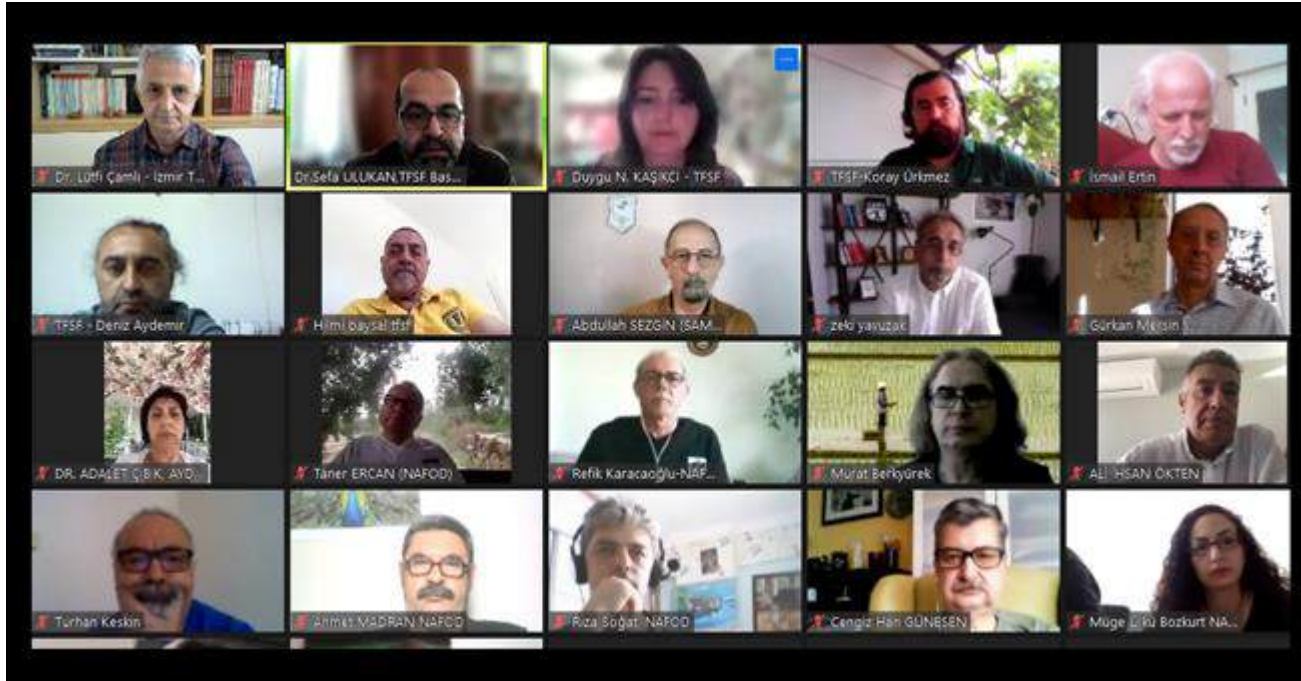 Dr. Lütfi Çamlı - İzmir T...
Dr.Sefa ULUKAN,TFSF Bas...
Duygu N. KAŞIKCI - TFSF
TFSF-Koray Ürkmez
İsmail Ertin
TFSF - Deniz Aydemir
Hilmi baysal tfsf
Abdullah SEZGİN (SAM...
zeki yavuzak
Gürkan Mersin
DR. ADALET ÇIBIK, AYD...
Taner ERCAN (NAFOD)
Refik Karacaoğlu-NAF...
Murat Berkyürek
ALİ İHSAN ÖKTEN
Turhan Keskin
Ahmet MADRAN NAFOD
Rıza Soğat NAFOD
Cengiz Han GÜNEŞEN
Müge Ülkü Bozkurt NA...